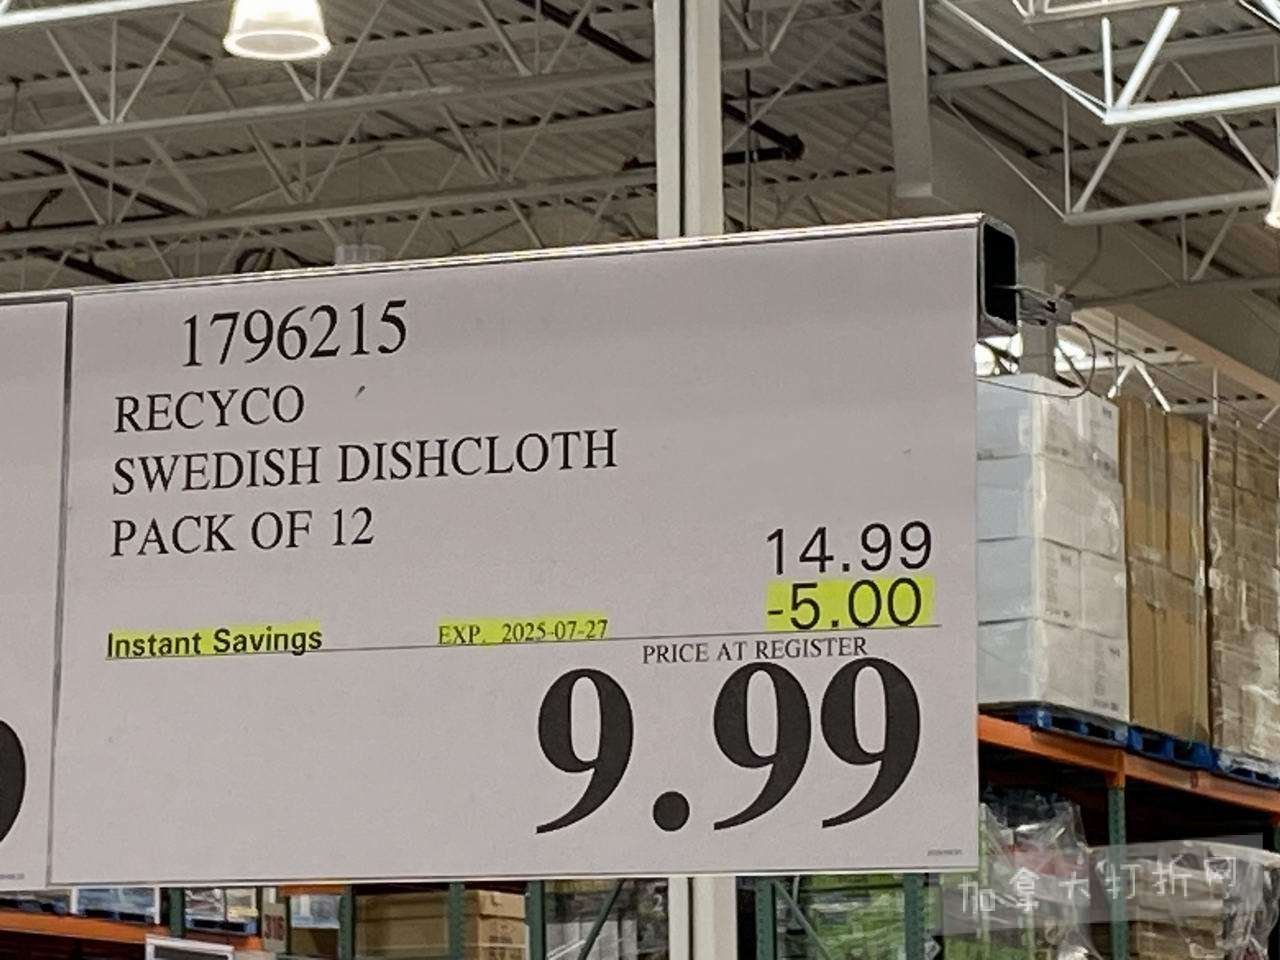 1796215
RECYCO
SWEDISH DISHCLOTH
PACK OF 12
14.99
-5.00
Instant Savings EXP. 2025-07-27
PRICE AT REGISTER
9.99
加拿大打折网